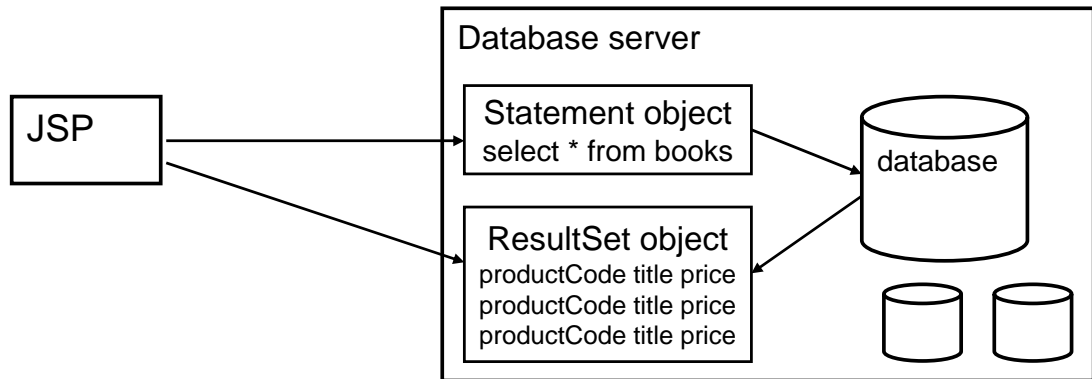 Database server
JSP
Statement object
select * from books
database
ResultSet object
productCode title price
productCode title price
productCode title price